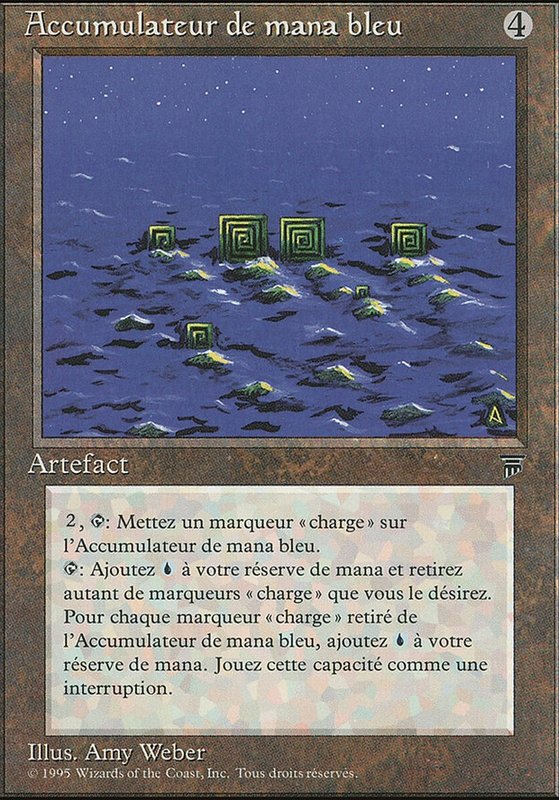 Accumulateur de mana bleu 4
A
Artefact
2, : Mettez un marqueur «charge» sur
l'Accumulateur de mana bleu.
: Ajoutez à votre réserve de mana et retirez
autant de marqueurs «charge» que vous le désirez.
Pour chaque marqueur «charge» retiré de
l'Accumulateur de mana bleu, ajoutez à votre
réserve de mana. Jouez cette capacité comme une
interruption.
Illus. Amy Weber
© 1995 Wizards of the Coast, Inc. Tous droits réservés.